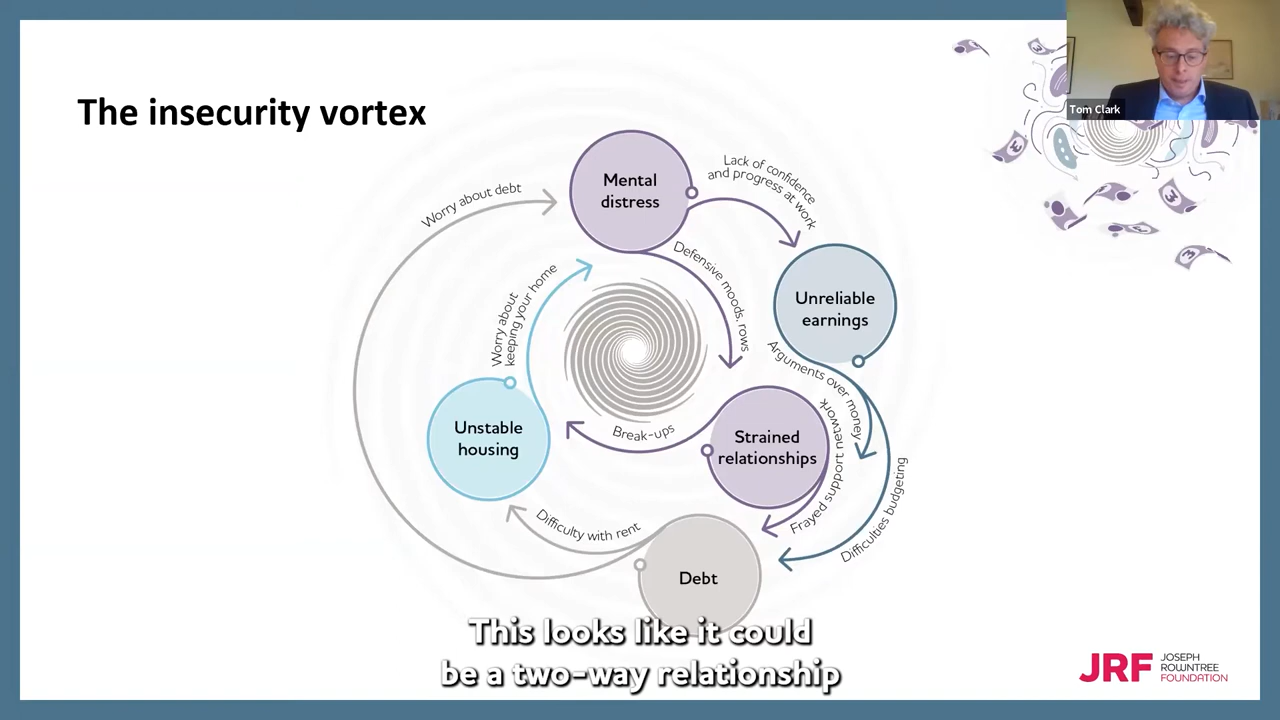 The insecurity vortex
Tom Clark
Mental
distress
Lack of confidence
and progress at work
Worry about debt
Defensive moods, rows
Unreliable
earnings
Worry about
keeping your home
Arguments over money
Unstable
housing
Break-ups
Strained
relationships
Frayed support network
Difficulties budgeting
Difficulty with rent
Debt
This looks like it could
be a two-way relationship
JRF
JOSEPH
ROWNTREE
FOUNDATION